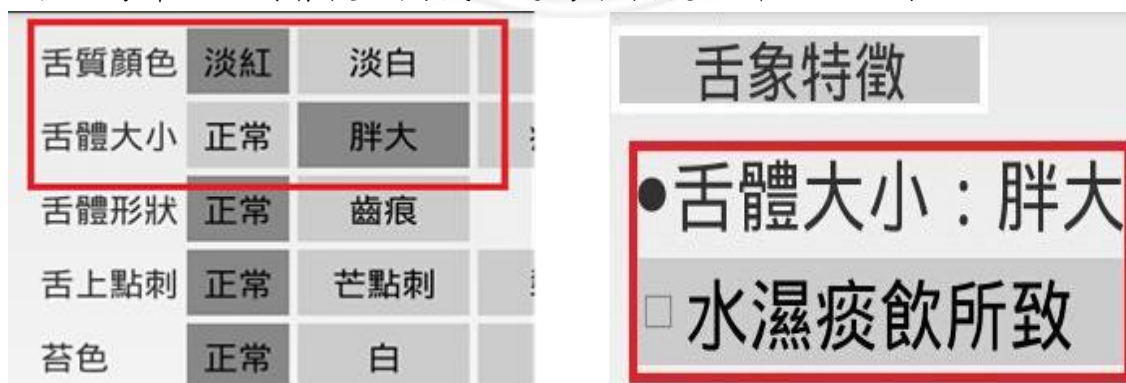 舌質顏色 淡紅 淡白
舌體大小 正常 胖大
舌體形狀 正常 齒痕
舌上點刺 正常 芒點刺
苔色 正常 白
舌象特徵
●舌體大小：胖大
□水濕痰飲所致